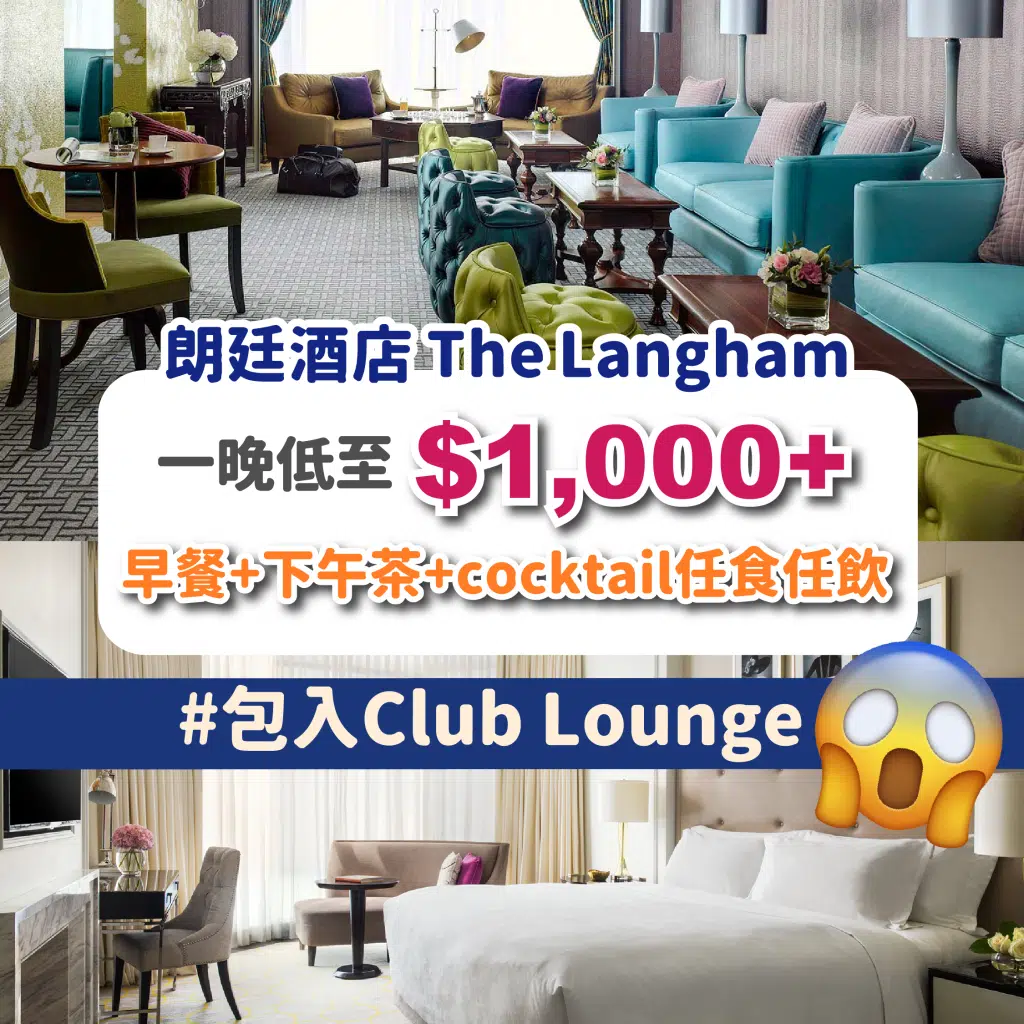 朗廷酒店 The Langham
一晚低至 $1,000+
早餐+下午茶+cocktail任食任飲
#包入Club Lounge